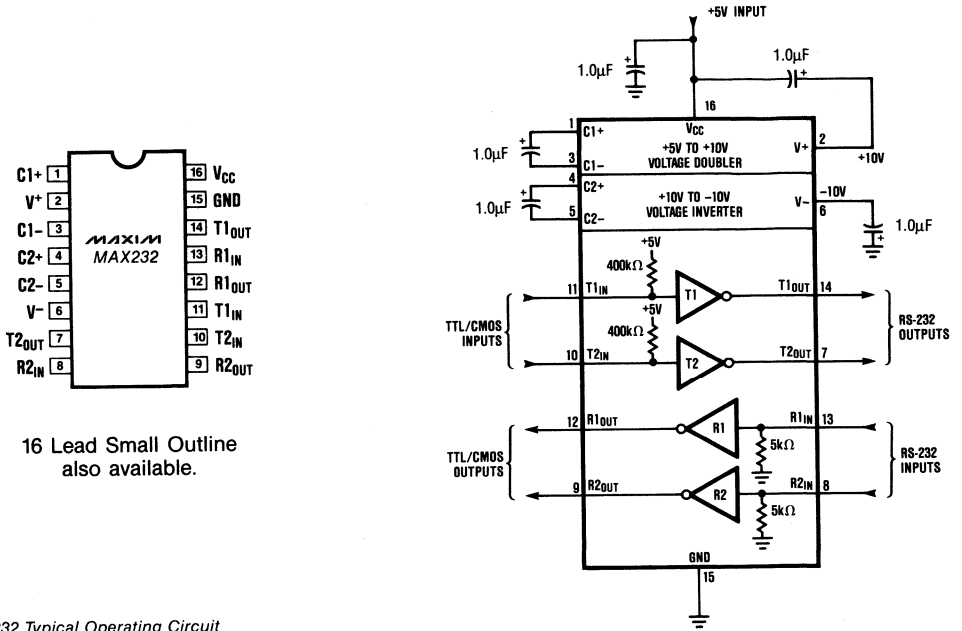 C1+ 1
V+ 2
C1– 3
C2+ 4
C2– 5
V– 6
T2OUT 7
R2IN 8
16 VCC
15 GND
14 T1OUT
13 R1IN
12 R1OUT
11 T1IN
10 T2IN
9 R2OUT
MAXIM
MAX232
16 Lead Small Outline
also available.
232 Typical Operating Circuit
+5V INPUT
1.0µF +
1.0µF
+
16
VCC
1 C1+
+5V TO +10V
VOLTAGE DOUBLER
V+ 2
+10V
+
1.0µF
3 C1–
4 C2+
+10V TO –10V
VOLTAGE INVERTER
V– –10V
6
+
1.0µF
5 C2–
1.0µF
+
+5V
400kΩ
11 T1IN
T1
T1OUT 14
+5V
400kΩ
TTL/CMOS
INPUTS
RS-232
OUTPUTS
10 T2IN
T2
T2OUT 7
12 R1OUT
R1
R1IN 13
5kΩ
TTL/CMOS
OUTPUTS
RS-232
INPUTS
9 R2OUT
R2
R2IN 8
5kΩ
GND
15